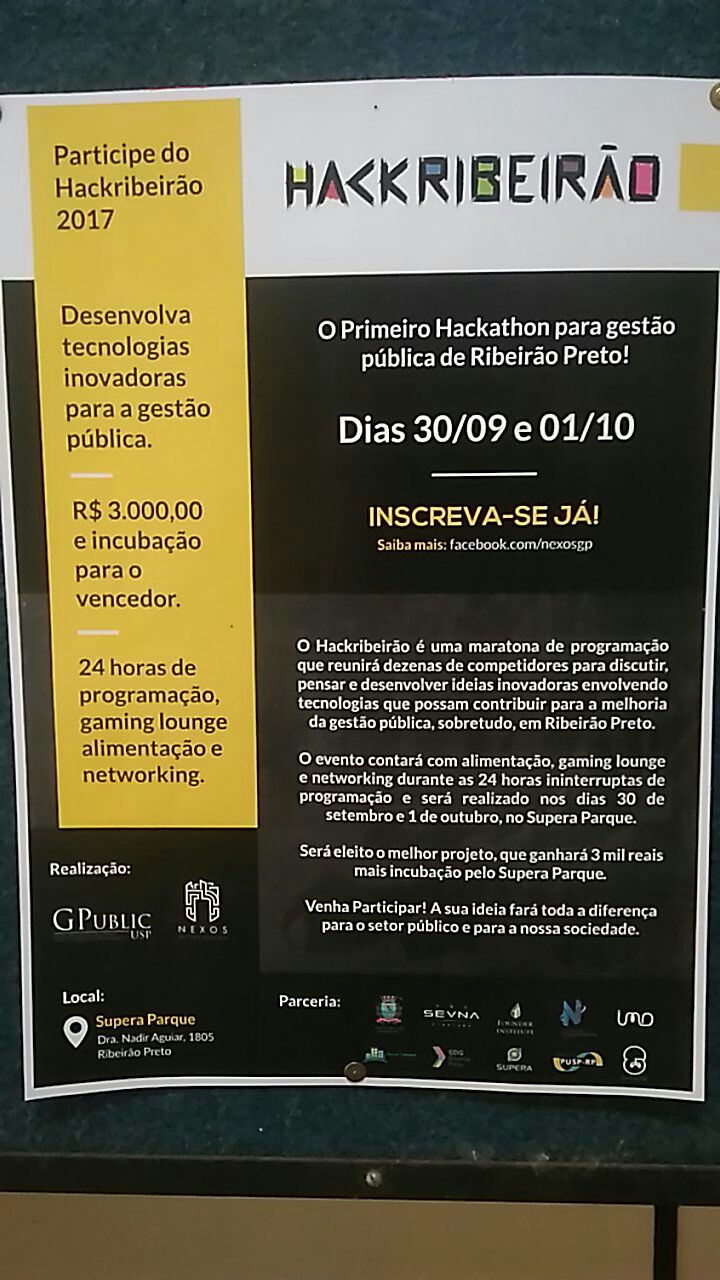 Participe do
Hackribeirão
2017
HACKRIBEIRÃO
Desenvolva
tecnologias
inovadoras
para a gestão
pública.
R$ 3.000,00
e incubação
para o
vencedor.
24 horas de
programação,
gaming lounge
alimentação e
networking.
O Primeiro Hackathon para gestão
pública de Ribeirão Preto!
Dias 30/09 e 01/10
INSCREVA-SE JÁ!
Saiba mais: facebook.com/nexosgp
O Hackribeirão é uma maratona de programação
que reunirá dezenas de competidores para discutir,
pensar e desenvolver ideias inovadoras envolvendo
tecnologias que possam contribuir para a melhoria
da gestão pública, sobretudo, em Ribeirão Preto.
O evento contará com alimentação, gaming lounge
e networking durante as 24 horas ininterruptas de
programação e será realizado nos dias 30 de
setembro e 1 de outubro, no Supera Parque.
Será eleito o melhor projeto, que ganhará 3 mil reais
mais incubação pelo Supera Parque.
Venha Participar! A sua ideia fará toda a diferença
para o setor público e para a nossa sociedade.
Realização:
GPUBLIC
USP
NEXOS
Local:
Supera Parque
Dra. Nadir Aguiar, 1805
Ribeirão Preto
Parceria:
SEVNA
FOUNDER
INSTITUTE
GDG
SUPERA
PUSP-RP